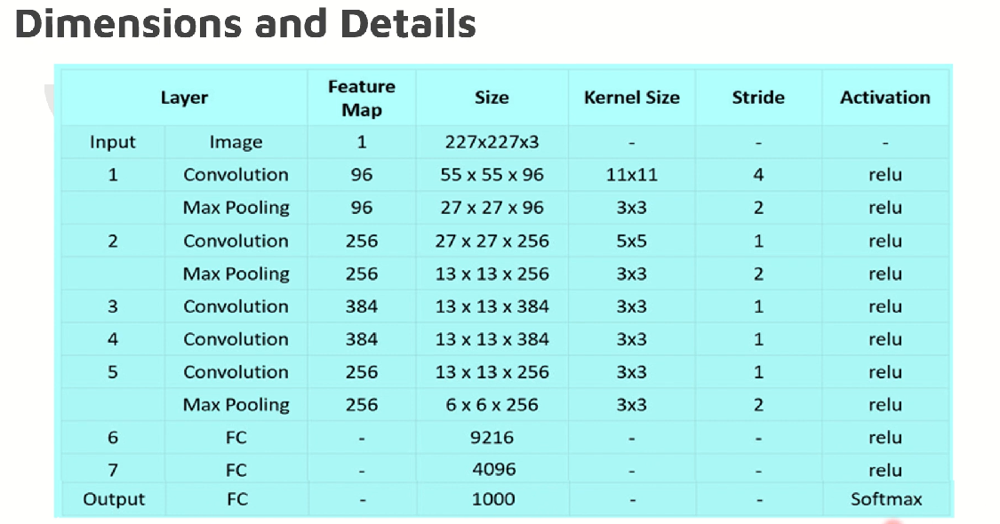 Dimensions and Details
Layer Feature Map Size Kernel Size Stride Activation
Input Image 1 227x227x3 - - -
1 Convolution 96 55 x 55 x 96 11x11 4 relu
Max Pooling 96 27 x 27 x 96 3x3 2 relu
2 Convolution 256 27 x 27 x 256 5x5 1 relu
Max Pooling 256 13 x 13 x 256 3x3 2 relu
3 Convolution 384 13 x 13 x 384 3x3 1 relu
4 Convolution 384 13 x 13 x 384 3x3 1 relu
5 Convolution 256 13 x 13 x 256 3x3 1 relu
Max Pooling 256 6 x 6 x 256 3x3 2 relu
6 FC - 9216 - - relu
7 FC - 4096 - - relu
Output FC - 1000 - - Softmax